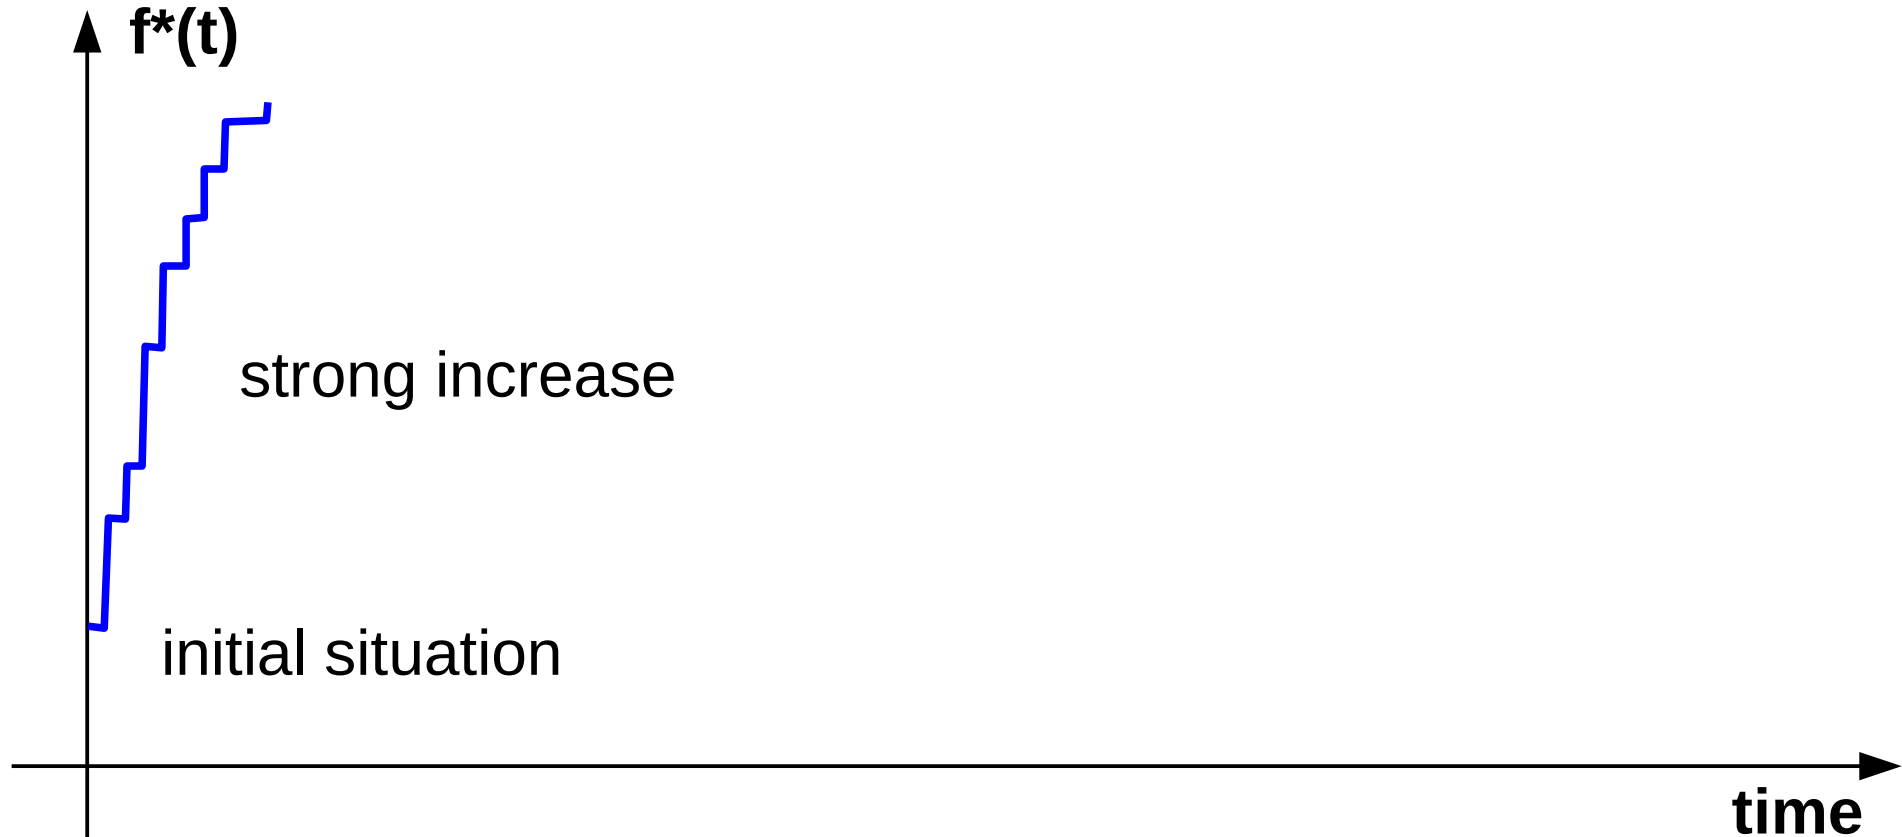 f*(t)
strong increase
initial situation
time